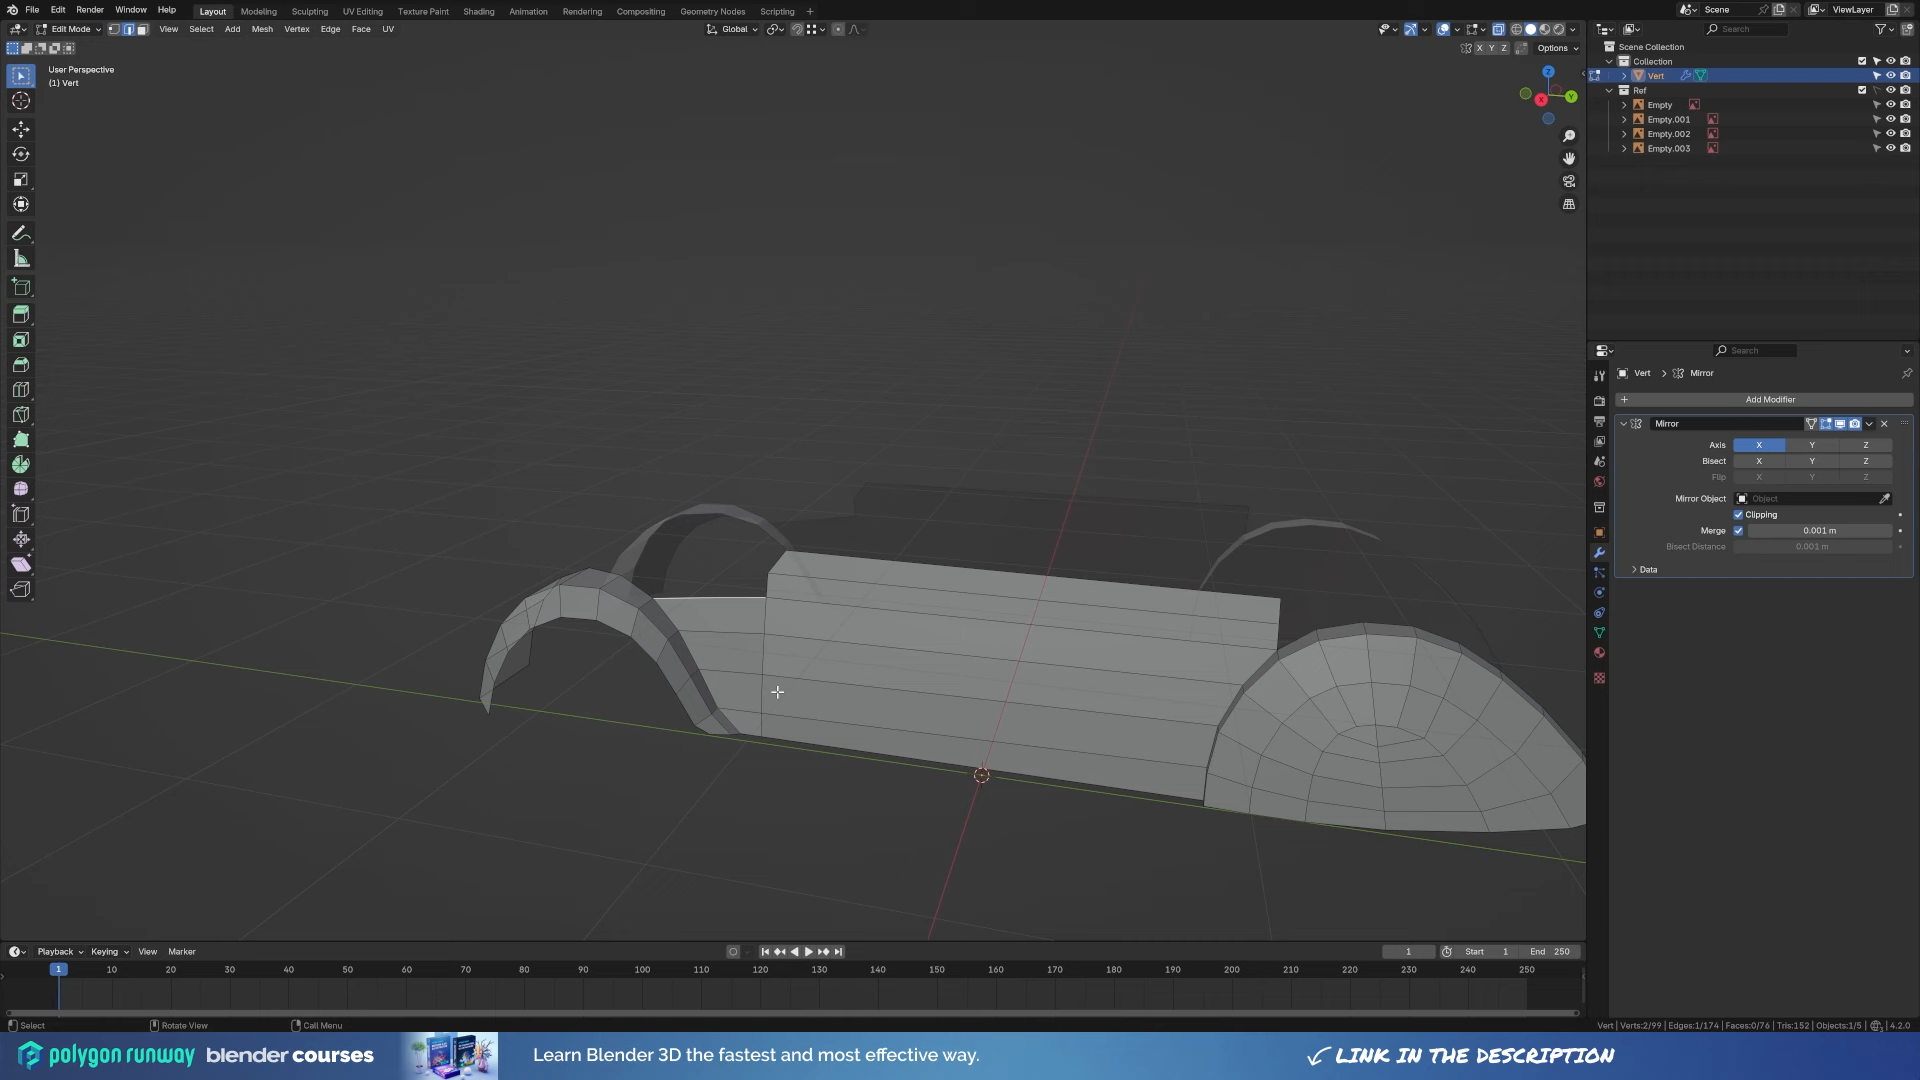 File Edit Render Window Help Layout Modeling Sculpting UV Editing Texture Paint Shading Animation Rendering Compositing Geometry Nodes Scripting + Scene ViewLayer
Edit Mode View Select Add Mesh Vertex Edge Face UV Global Search
X Y Z Options
User Perspective
(1) Vert
Z
X
Y
Scene Collection
Collection
Vert
Ref
Empty
Empty.001
Empty.002
Empty.003
Search
Vert > Mirror
+ Add Modifier
Mirror
Axis X Y Z
Bisect X Y Z
Flip X Y Z
Mirror Object Object
Clipping
Merge 0.001 m
Bisect Distance 0.001 m
Data
Playback Keying View Marker 1 Start 1 End 250
1 10 20 30 40 50 60 70 80 90 100 110 120 130 140 150 160 170 180 190 200 210 220 230 240 250
Select Rotate View Call Menu Vert | Verts:2/99 | Edges:1/174 | Faces:0/76 | Tris:152 | Objects:1/5 | 4.2.0
polygon runway blender courses Learn Blender 3D the fastest and most effective way. LINK IN THE DESCRIPTION